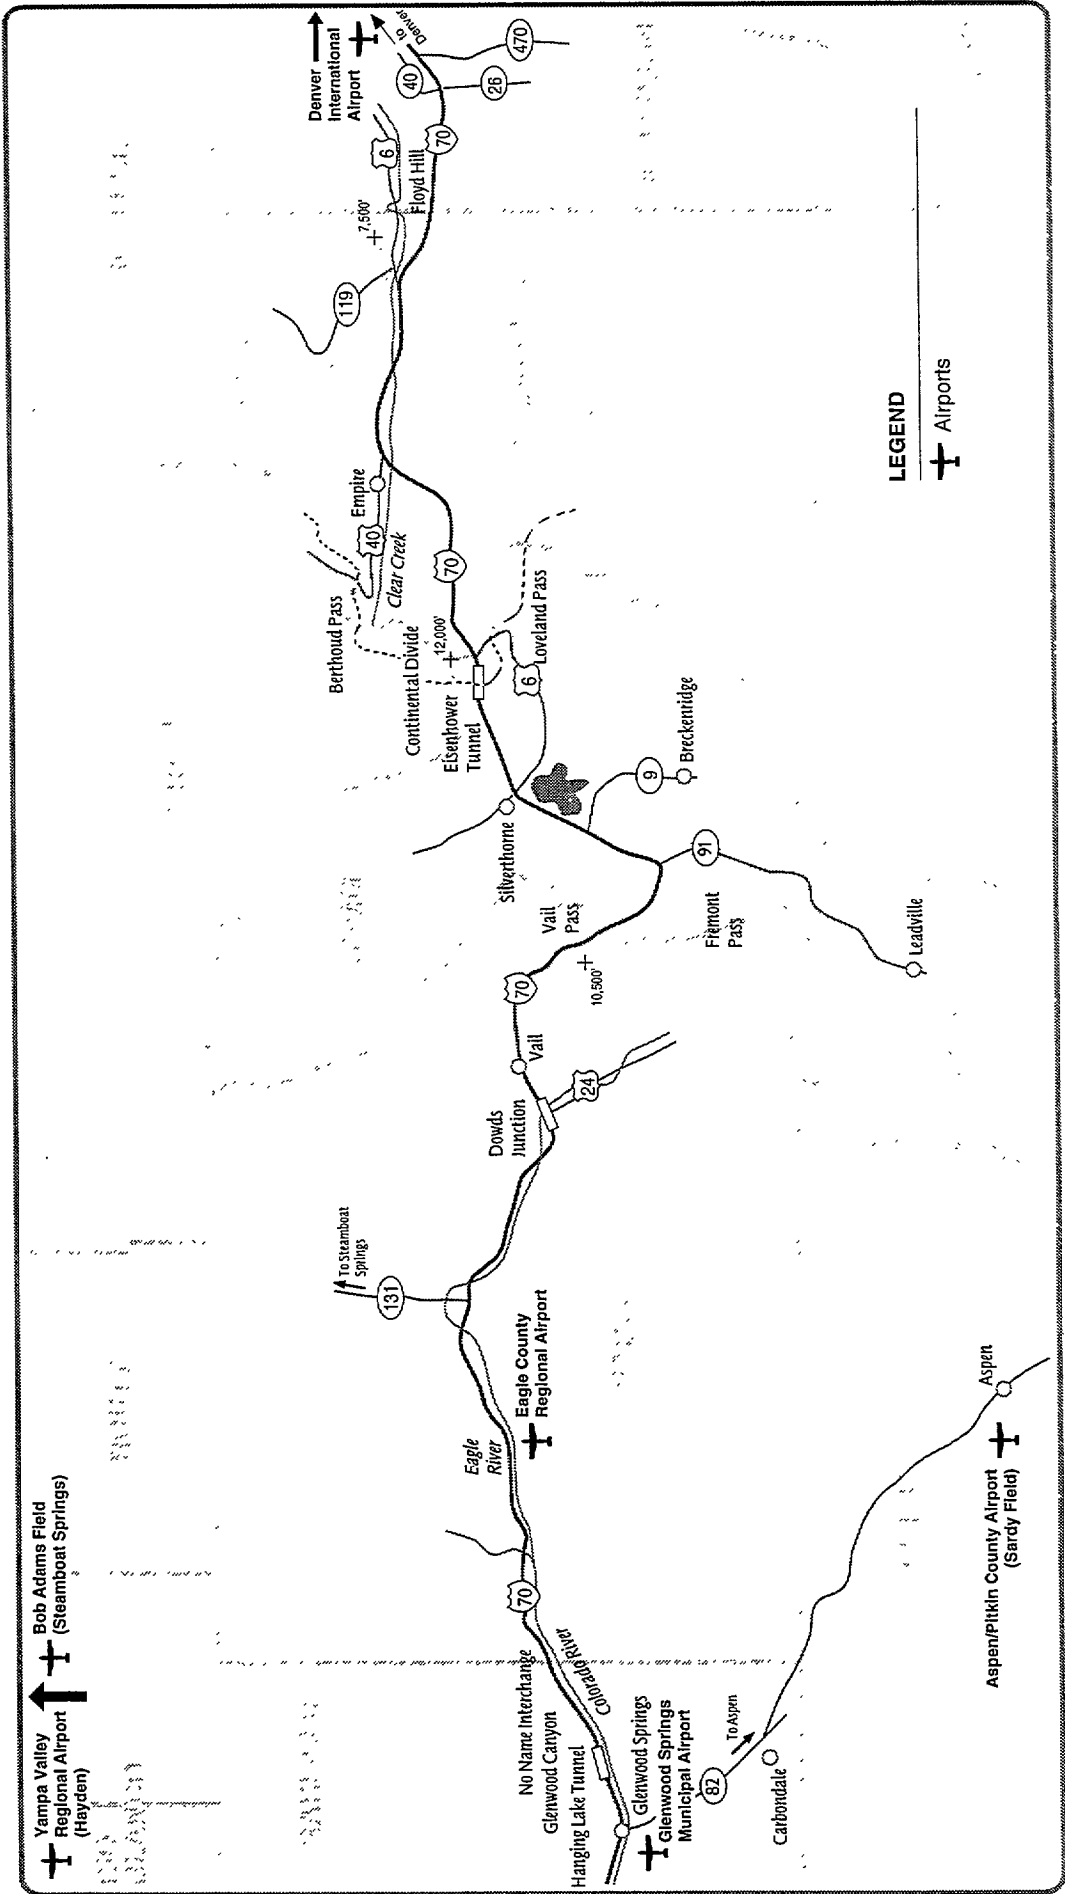 Yampa Valley
Regional Airport
(Hayden)
Bob Adams Field
(Steamboat Springs)
Denver
International
Airport
to
Denver
40
470
26
6
70
Floyd Hill
7,500'
119
Empire
40
Clear Creek
Berthoud Pass
70
Continental Divide
12,000'
Eisenhower
Tunnel
6
Loveland Pass
Silverthorne
9
Breckenridge
91
Vail
Pass
Fremont
Pass
10,500'
Leadville
70
Vail
Dowds
Junction
24
To Steamboat
Springs
131
Eagle County
Regional Airport
Eagle
River
70
No Name Interchange
Colorado River
Glenwood Canyon
Hanging Lake Tunnel
Glenwood Springs
Glenwood Springs
Municipal Airport
82
To Aspen
Carbondale
Aspen
Aspen/Pitkin County Airport
(Sardy Field)
LEGEND
Airports